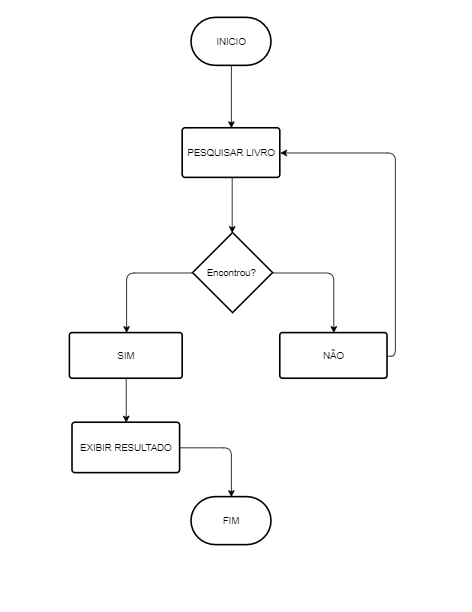 INICIO
PESQUISAR LIVRO
Encontrou?
SIM
NÃO
EXIBIR RESULTADO
FIM